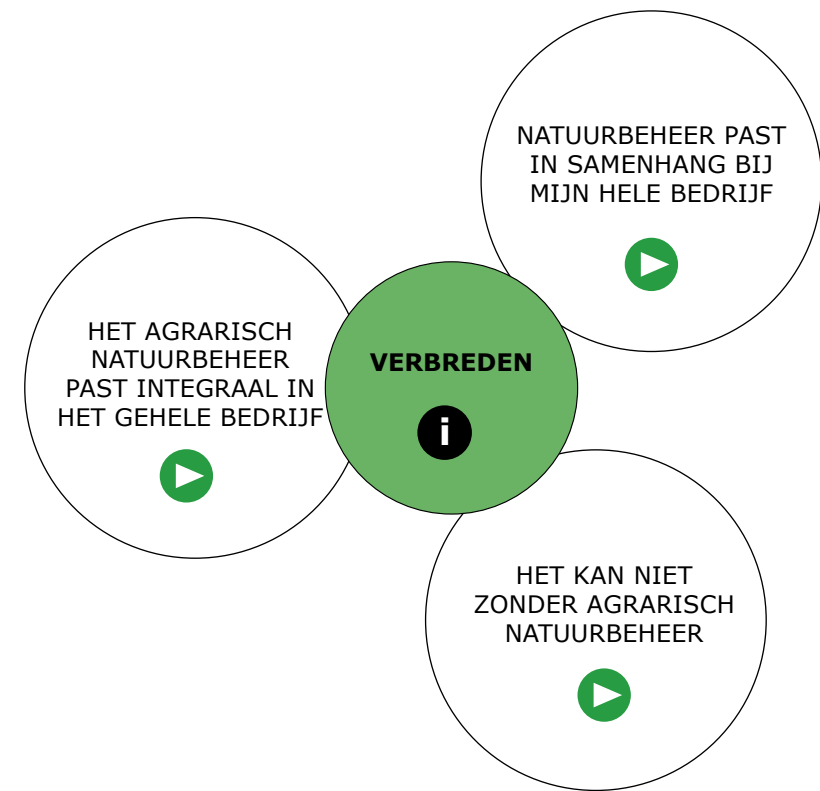 NATUURBEHEER PAST
IN SAMENHANG BIJ
MIJN HELE BEDRIJF
HET AGRARISCH
NATUURBEHEER
PAST INTEGRAAL IN
HET GEHELE BEDRIJF
VERBREDEN
i
HET KAN NIET
ZONDER AGRARISCH
NATUURBEHEER